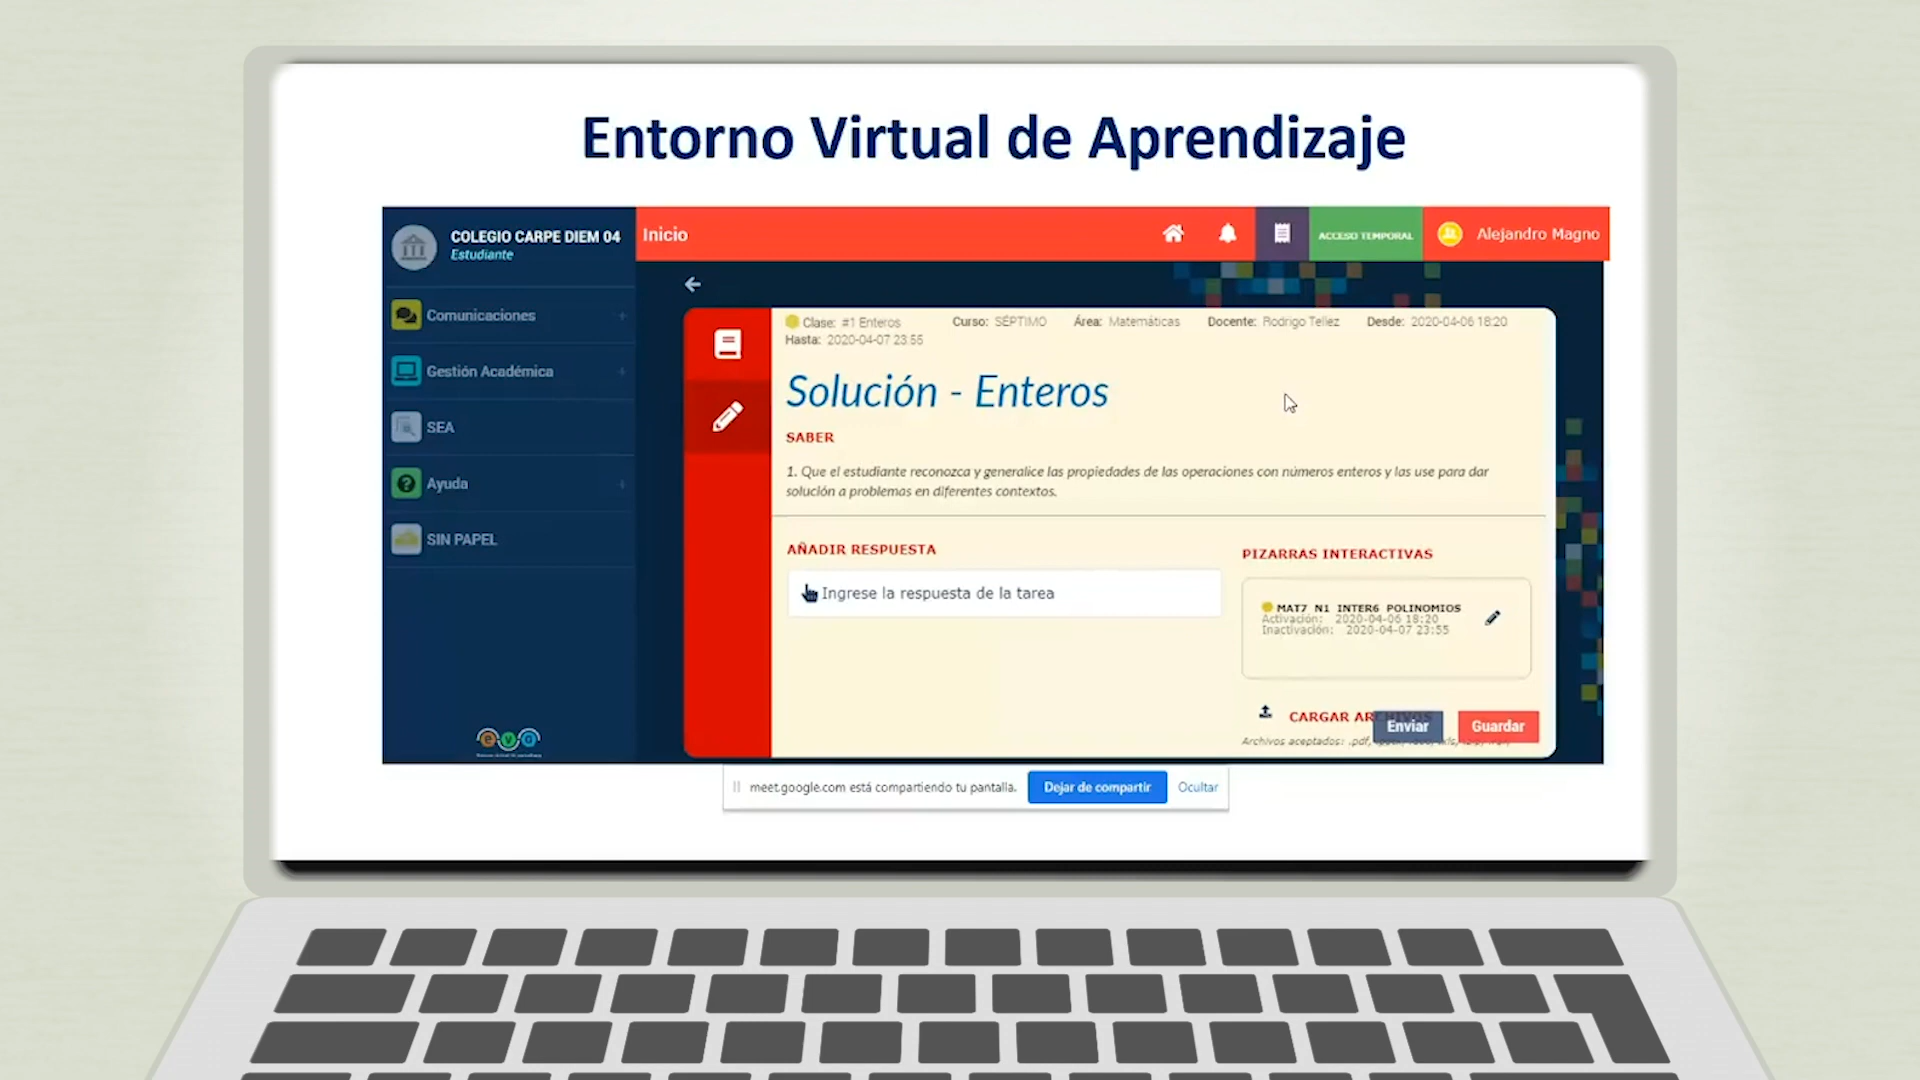 Entorno Virtual de Aprendizaje
COLEGIO CARPE DIEM 04
Estudiante
Inicio
ACCESO TEMPORAL
Alejandro Magno
Comunicaciones +
Gestión Académica +
SEA
Ayuda +
SIN PAPEL
eva
Clase: #1 Enteros Curso: SÉPTIMO Área: Matemáticas Docente: Rodrigo Tellez Desde: 2020-04-06 18:20
Hasta: 2020-04-07 23:55
Solución - Enteros
SABER
1. Que el estudiante reconozca y generalice las propiedades de las operaciones con números enteros y las use para dar
solución a problemas en diferentes contextos.
AÑADIR RESPUESTA
Ingrese la respuesta de la tarea
PIZARRAS INTERACTIVAS
MAT7 N1 INTER6 POLINOMIOS
Activación: 2020-04-06 18:20
Inactivación: 2020-04-07 23:55
CARGAR ARCHIVOS
Enviar
Guardar
Archivos aceptados: .pdf,
meet.google.com está compartiendo tu pantalla.
Dejar de compartir
Ocultar